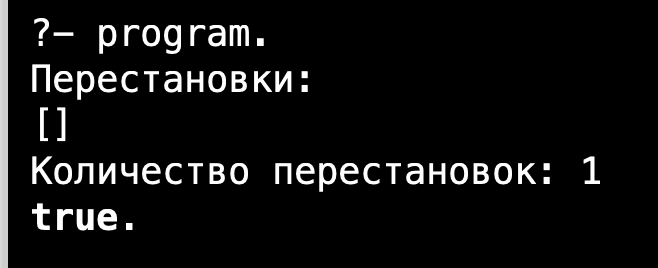 ?- program.
Перестановки:
[]
Количество перестановок: 1
true.